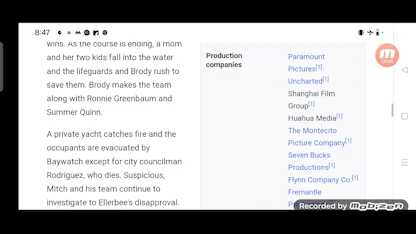 8:47
wins. As the course is ending, a mom
and her two kids fall into the water
and the lifeguards and Brody rush to
save them. Brody makes the team
along with Ronnie Greenbaum and
Summer Quinn.
A private yacht catches fire and the
occupants are evacuated by
Baywatch except for city councilman
Rodriguez, who dies. Suspicious,
Mitch and his team continue to
investigate to Ellerbee's disapproval.
Production
companies
Paramount
Pictures[1]
Uncharted[1]
Shanghai Film
Group[1]
Huahua Media[1]
The Montecito
Picture Company[1]
Seven Bucks
Productions[1]
Flynn Company Co.[1]
Fremantle
Recorded by Mobizen